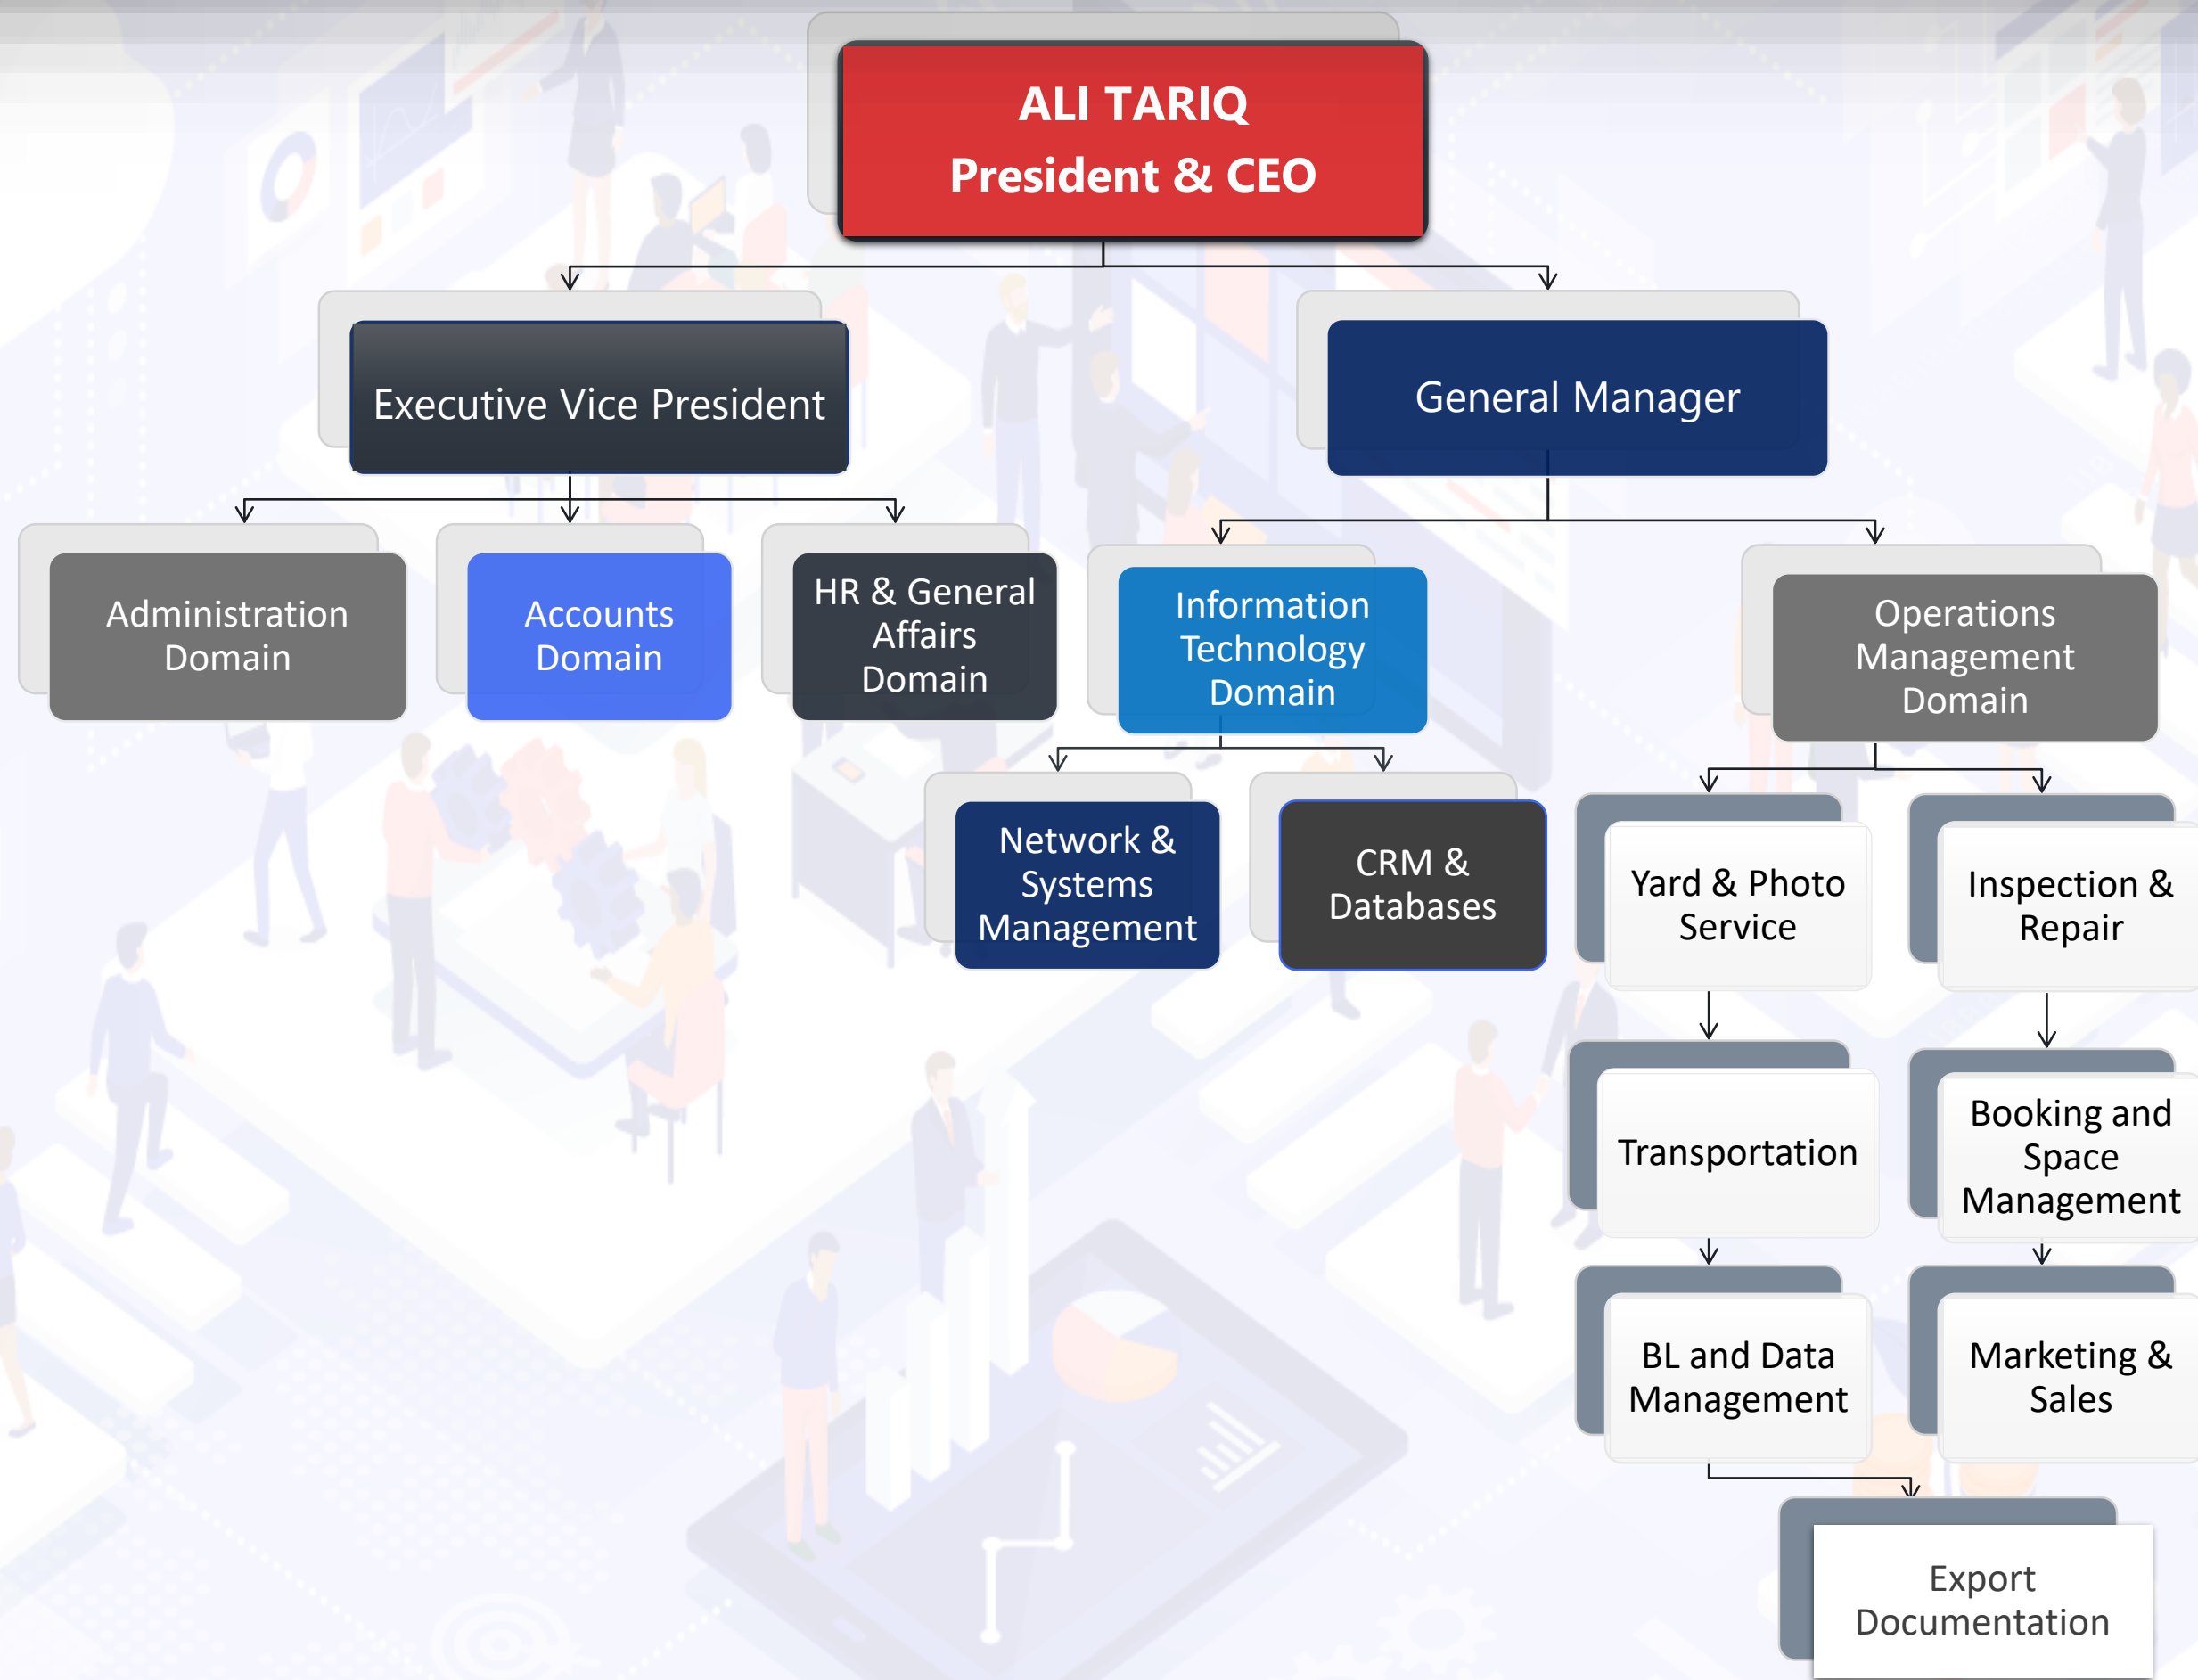 ALI TARIQ
President & CEO
Executive Vice President
General Manager
Administration
Domain
Accounts
Domain
HR & General
Affairs
Domain
Information
Technology
Domain
Operations
Management
Domain
Network &
Systems
Management
CRM &
Databases
Yard & Photo
Service
Inspection &
Repair
Transportation
Booking and
Space
Management
BL and Data
Management
Marketing &
Sales
Export
Documentation